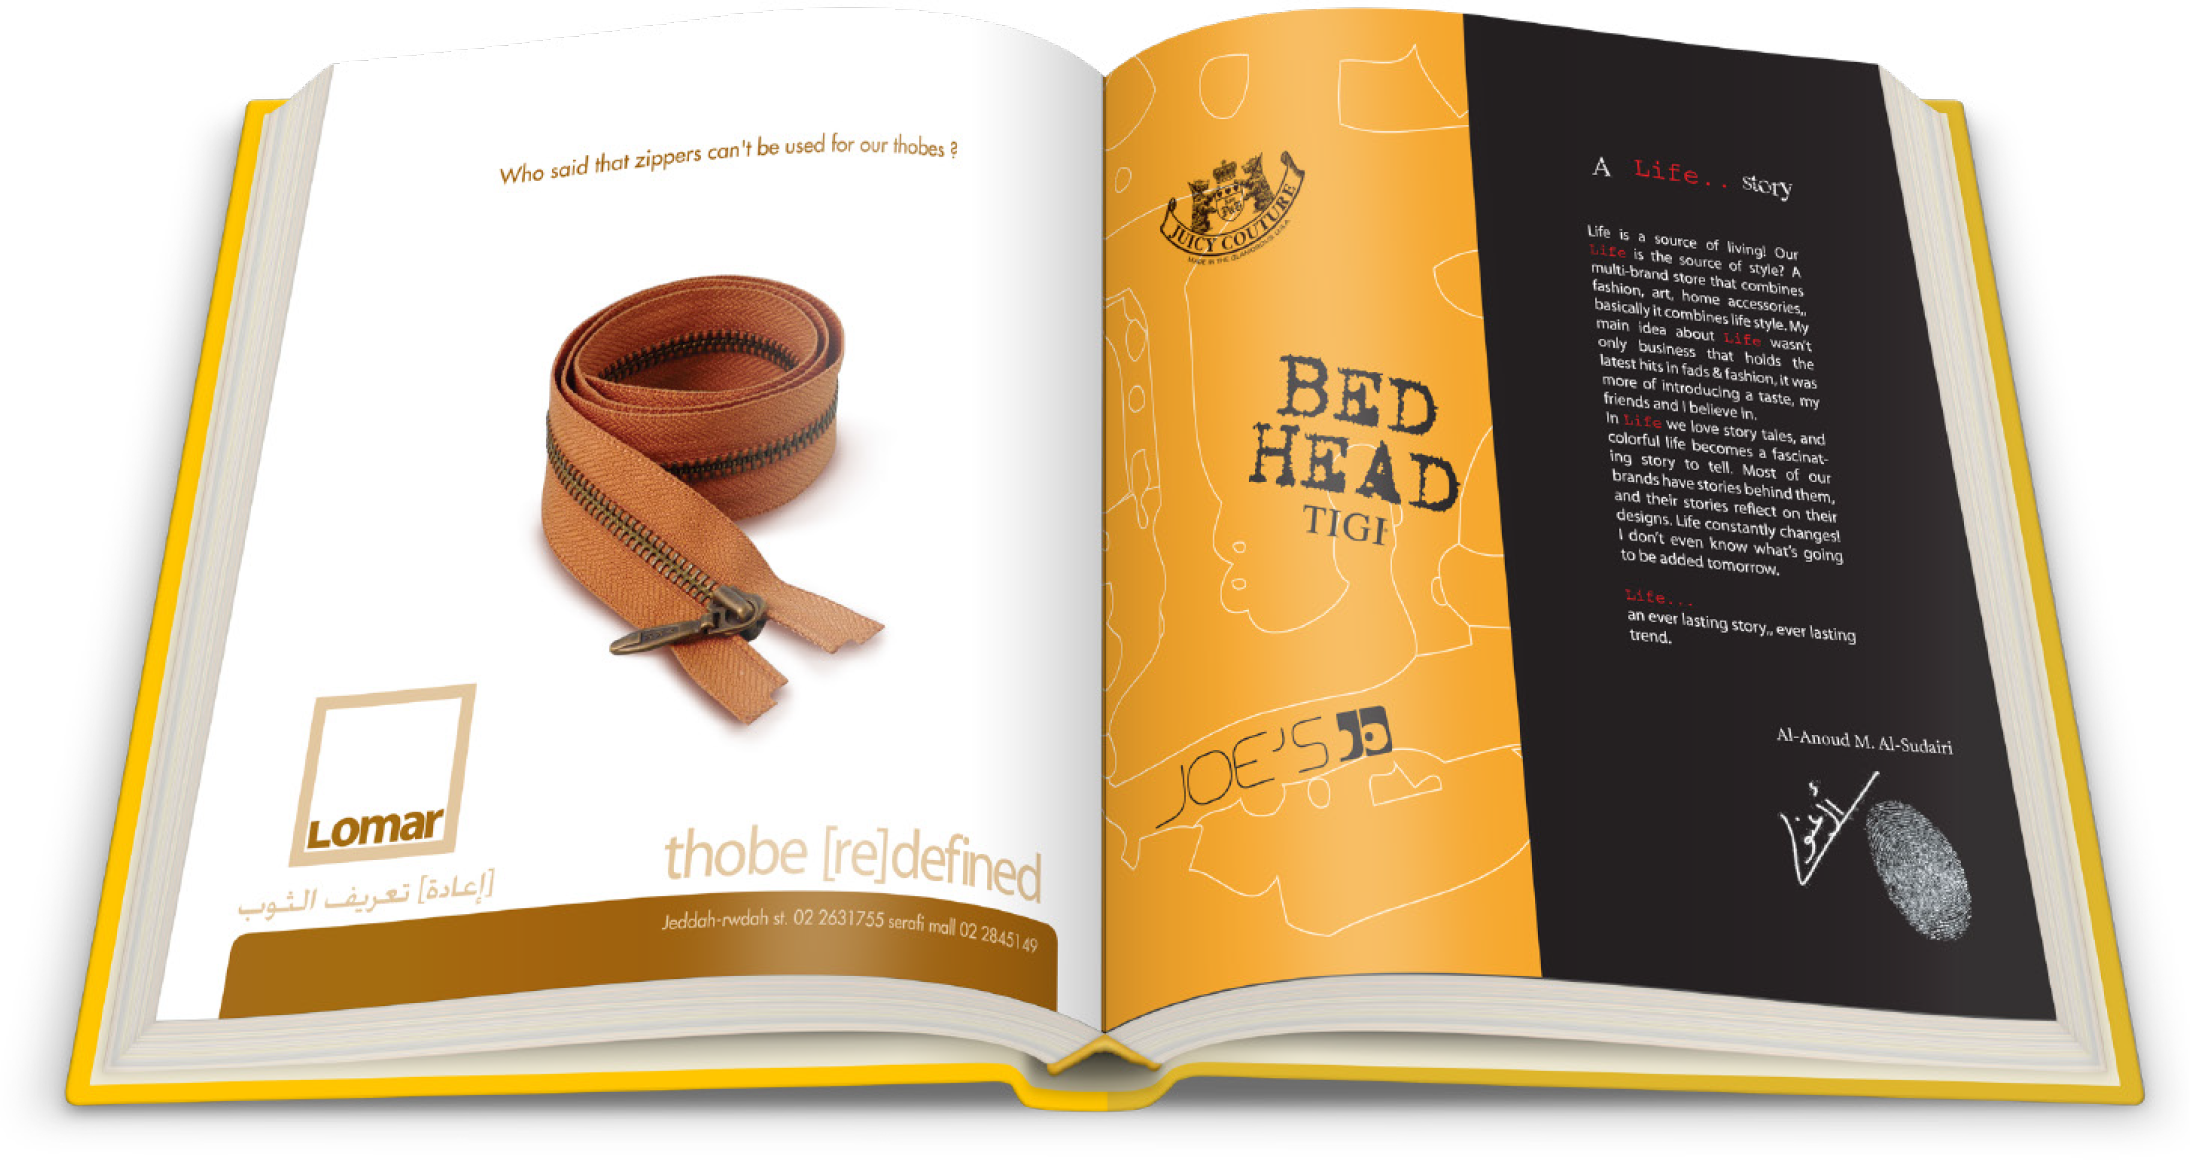 Who said that zippers can't be used for our thobes ?
Lomar
[إعادة] تعريف الثوب
thobe [re]defined
Jeddah-rwdah st. 02 2631755 serafi mall 02 2845149
JUICY COUTURE
MADE IN THE GLAMOROUS U.S.A.
BED
HEAD
TIGI
JOE'S
A Life.. story
Life is a source of living! Our
Life is the source of style? A
multi-brand store that combines
fashion, art, home accessories,,
basically it combines life style. My
main idea about Life wasn't
only business that holds the
latest hits in fads & fashion, it was
more of introducing a taste, my
friends and I believe in.
In Life we love story tales, and
colorful life becomes a fascinat-
ing story to tell. Most of our
brands have stories behind them,
and their stories reflect on their
designs. Life constantly changes!
I don't even know what's going
to be added tomorrow.
Life...
an ever lasting story,, ever lasting
trend.
Al-Anoud M. Al-Sudairi